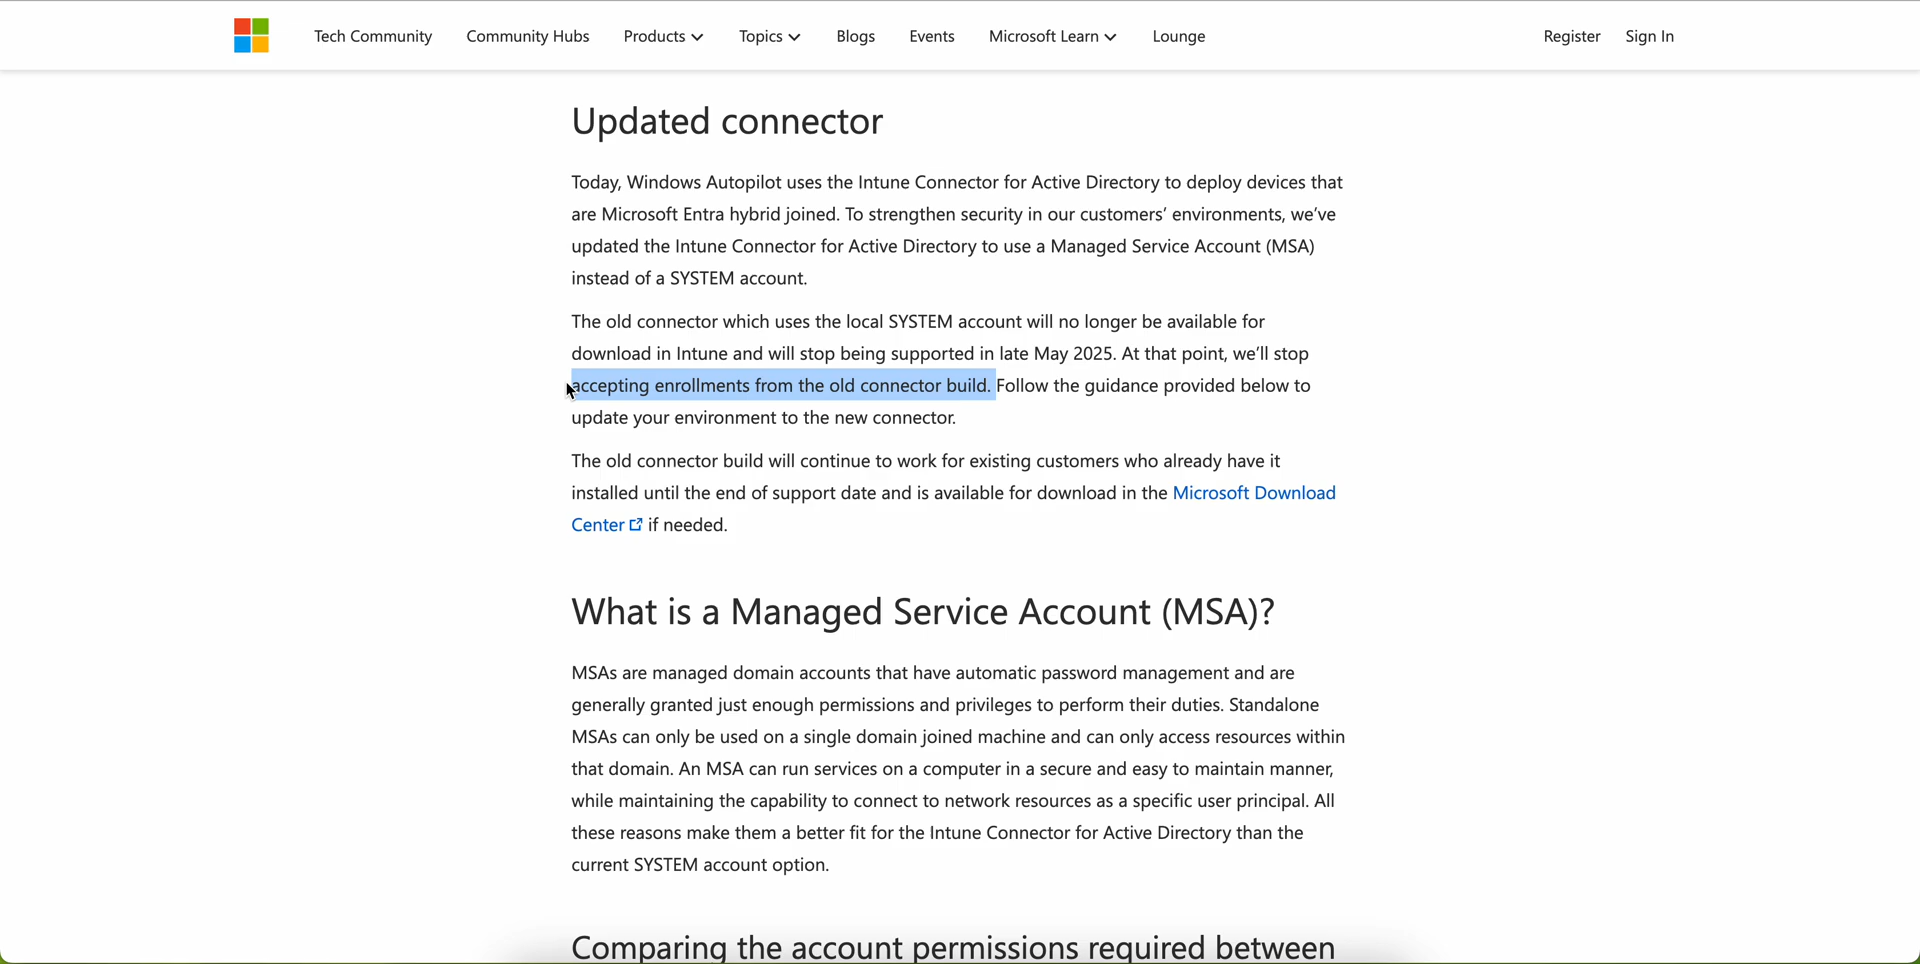 Tech Community Community Hubs Products Topics Blogs Events Microsoft Learn Lounge Register Sign In
Updated connector
Today, Windows Autopilot uses the Intune Connector for Active Directory to deploy devices that
are Microsoft Entra hybrid joined. To strengthen security in our customers’ environments, we’ve
updated the Intune Connector for Active Directory to use a Managed Service Account (MSA)
instead of a SYSTEM account.
The old connector which uses the local SYSTEM account will no longer be available for
download in Intune and will stop being supported in late May 2025. At that point, we’ll stop
accepting enrollments from the old connector build. Follow the guidance provided below to
update your environment to the new connector.
The old connector build will continue to work for existing customers who already have it
installed until the end of support date and is available for download in the Microsoft Download
Center if needed.
What is a Managed Service Account (MSA)?
MSAs are managed domain accounts that have automatic password management and are
generally granted just enough permissions and privileges to perform their duties. Standalone
MSAs can only be used on a single domain joined machine and can only access resources within
that domain. An MSA can run services on a computer in a secure and easy to maintain manner,
while maintaining the capability to connect to network resources as a specific user principal. All
these reasons make them a better fit for the Intune Connector for Active Directory than the
current SYSTEM account option.
Comparing the account permissions required between